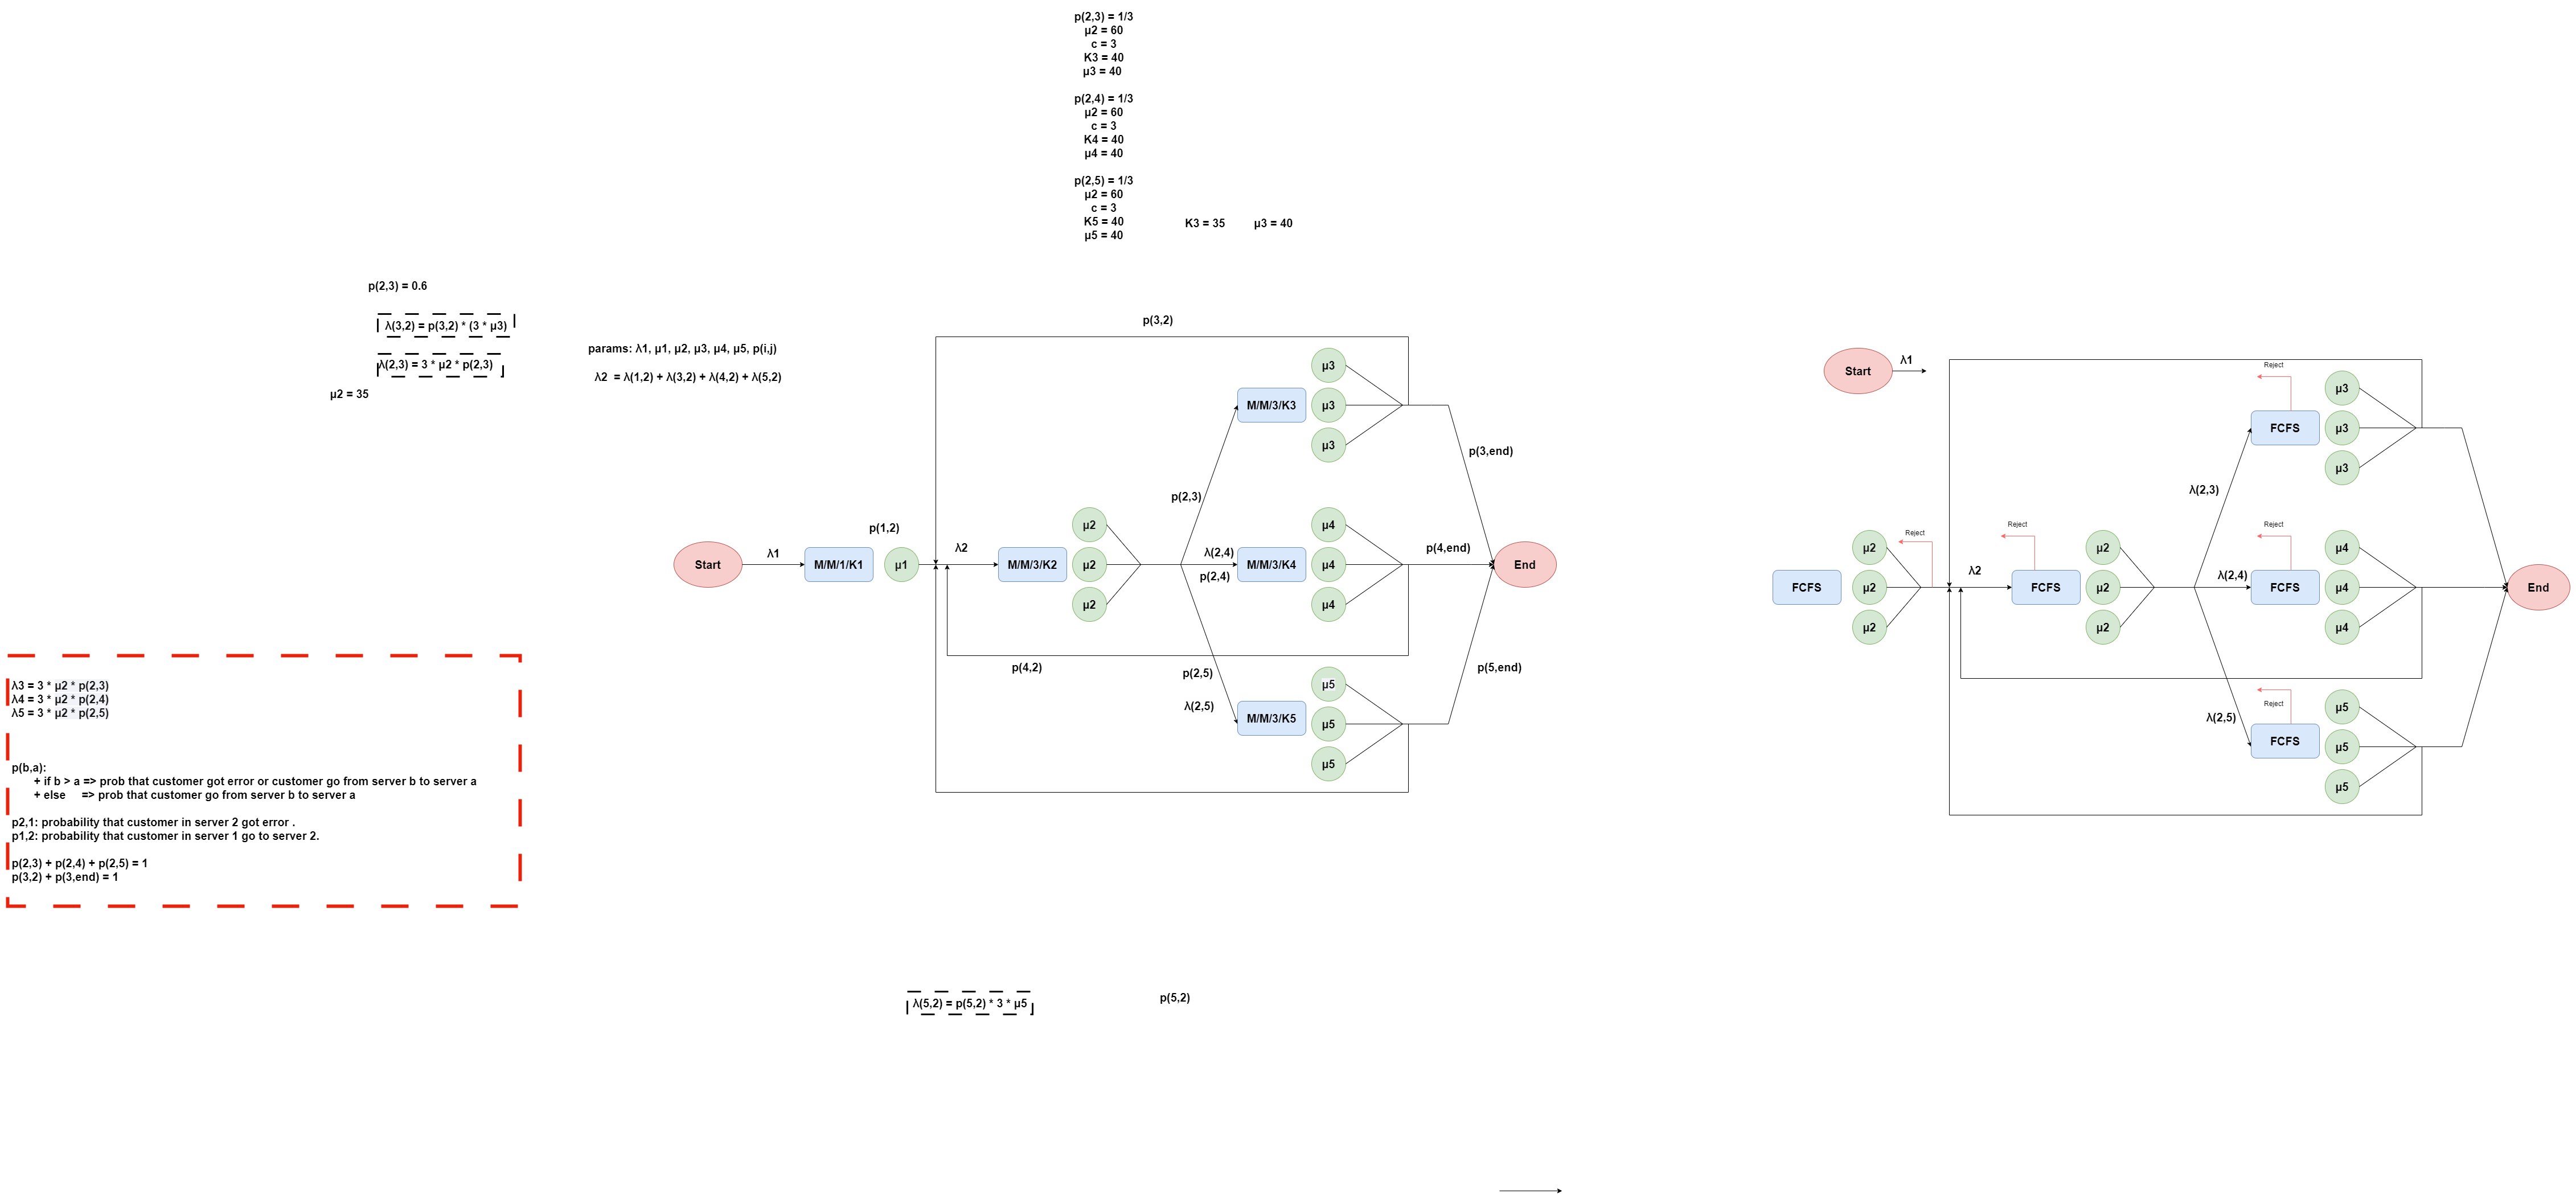 p(2,3) = 1/3
μ2 = 60
c = 3
K3 = 40
μ3 = 40
p(2,4) = 1/3
μ2 = 60
c = 3
K4 = 40
μ4 = 40
p(2,5) = 1/3
μ2 = 60
c = 3
K5 = 40
μ5 = 40
K3 = 35
μ3 = 40
p(2,3) = 0.6
λ(3,2) = p(3,2) * (3 * μ3)
λ(2,3) = 3 * μ2 * p(2,3)
μ2 = 35
params: λ1, μ1, μ2, μ3, μ4, μ5, p(i,j)
λ2 = λ(1,2) + λ(3,2) + λ(4,2) + λ(5,2)
λ3 = 3 * μ2 * p(2,3)
λ4 = 3 * μ2 * p(2,4)
λ5 = 3 * μ2 * p(2,5)
p(b,a):
+ if b > a => prob that customer got error or customer go from server b to server a
+ else => prob that customer go from server b to server a
p2,1: probability that customer in server 2 got error .
p1,2: probability that customer in server 1 go to server 2.
p(2,3) + p(2,4) + p(2,5) = 1
p(3,2) + p(3,end) = 1
p(3,2)
Start
λ1
M/M/1/K1
μ1
p(1,2)
λ2
M/M/3/K2
μ2
μ2
μ2
p(2,3)
λ(2,4)
p(2,4)
p(2,5)
λ(2,5)
M/M/3/K3
μ3
μ3
μ3
M/M/3/K4
μ4
μ4
μ4
M/M/3/K5
μ5
μ5
μ5
p(4,2)
p(3,end)
p(4,end)
p(5,end)
End
λ(5,2) = p(5,2) * 3 * μ5
p(5,2)
Start
λ1
FCFS
μ2
μ2
μ2
Reject
λ2
Reject
FCFS
μ2
μ2
μ2
λ(2,3)
λ(2,4)
λ(2,5)
Reject
FCFS
μ3
μ3
μ3
Reject
FCFS
μ4
μ4
μ4
Reject
FCFS
μ5
μ5
μ5
End